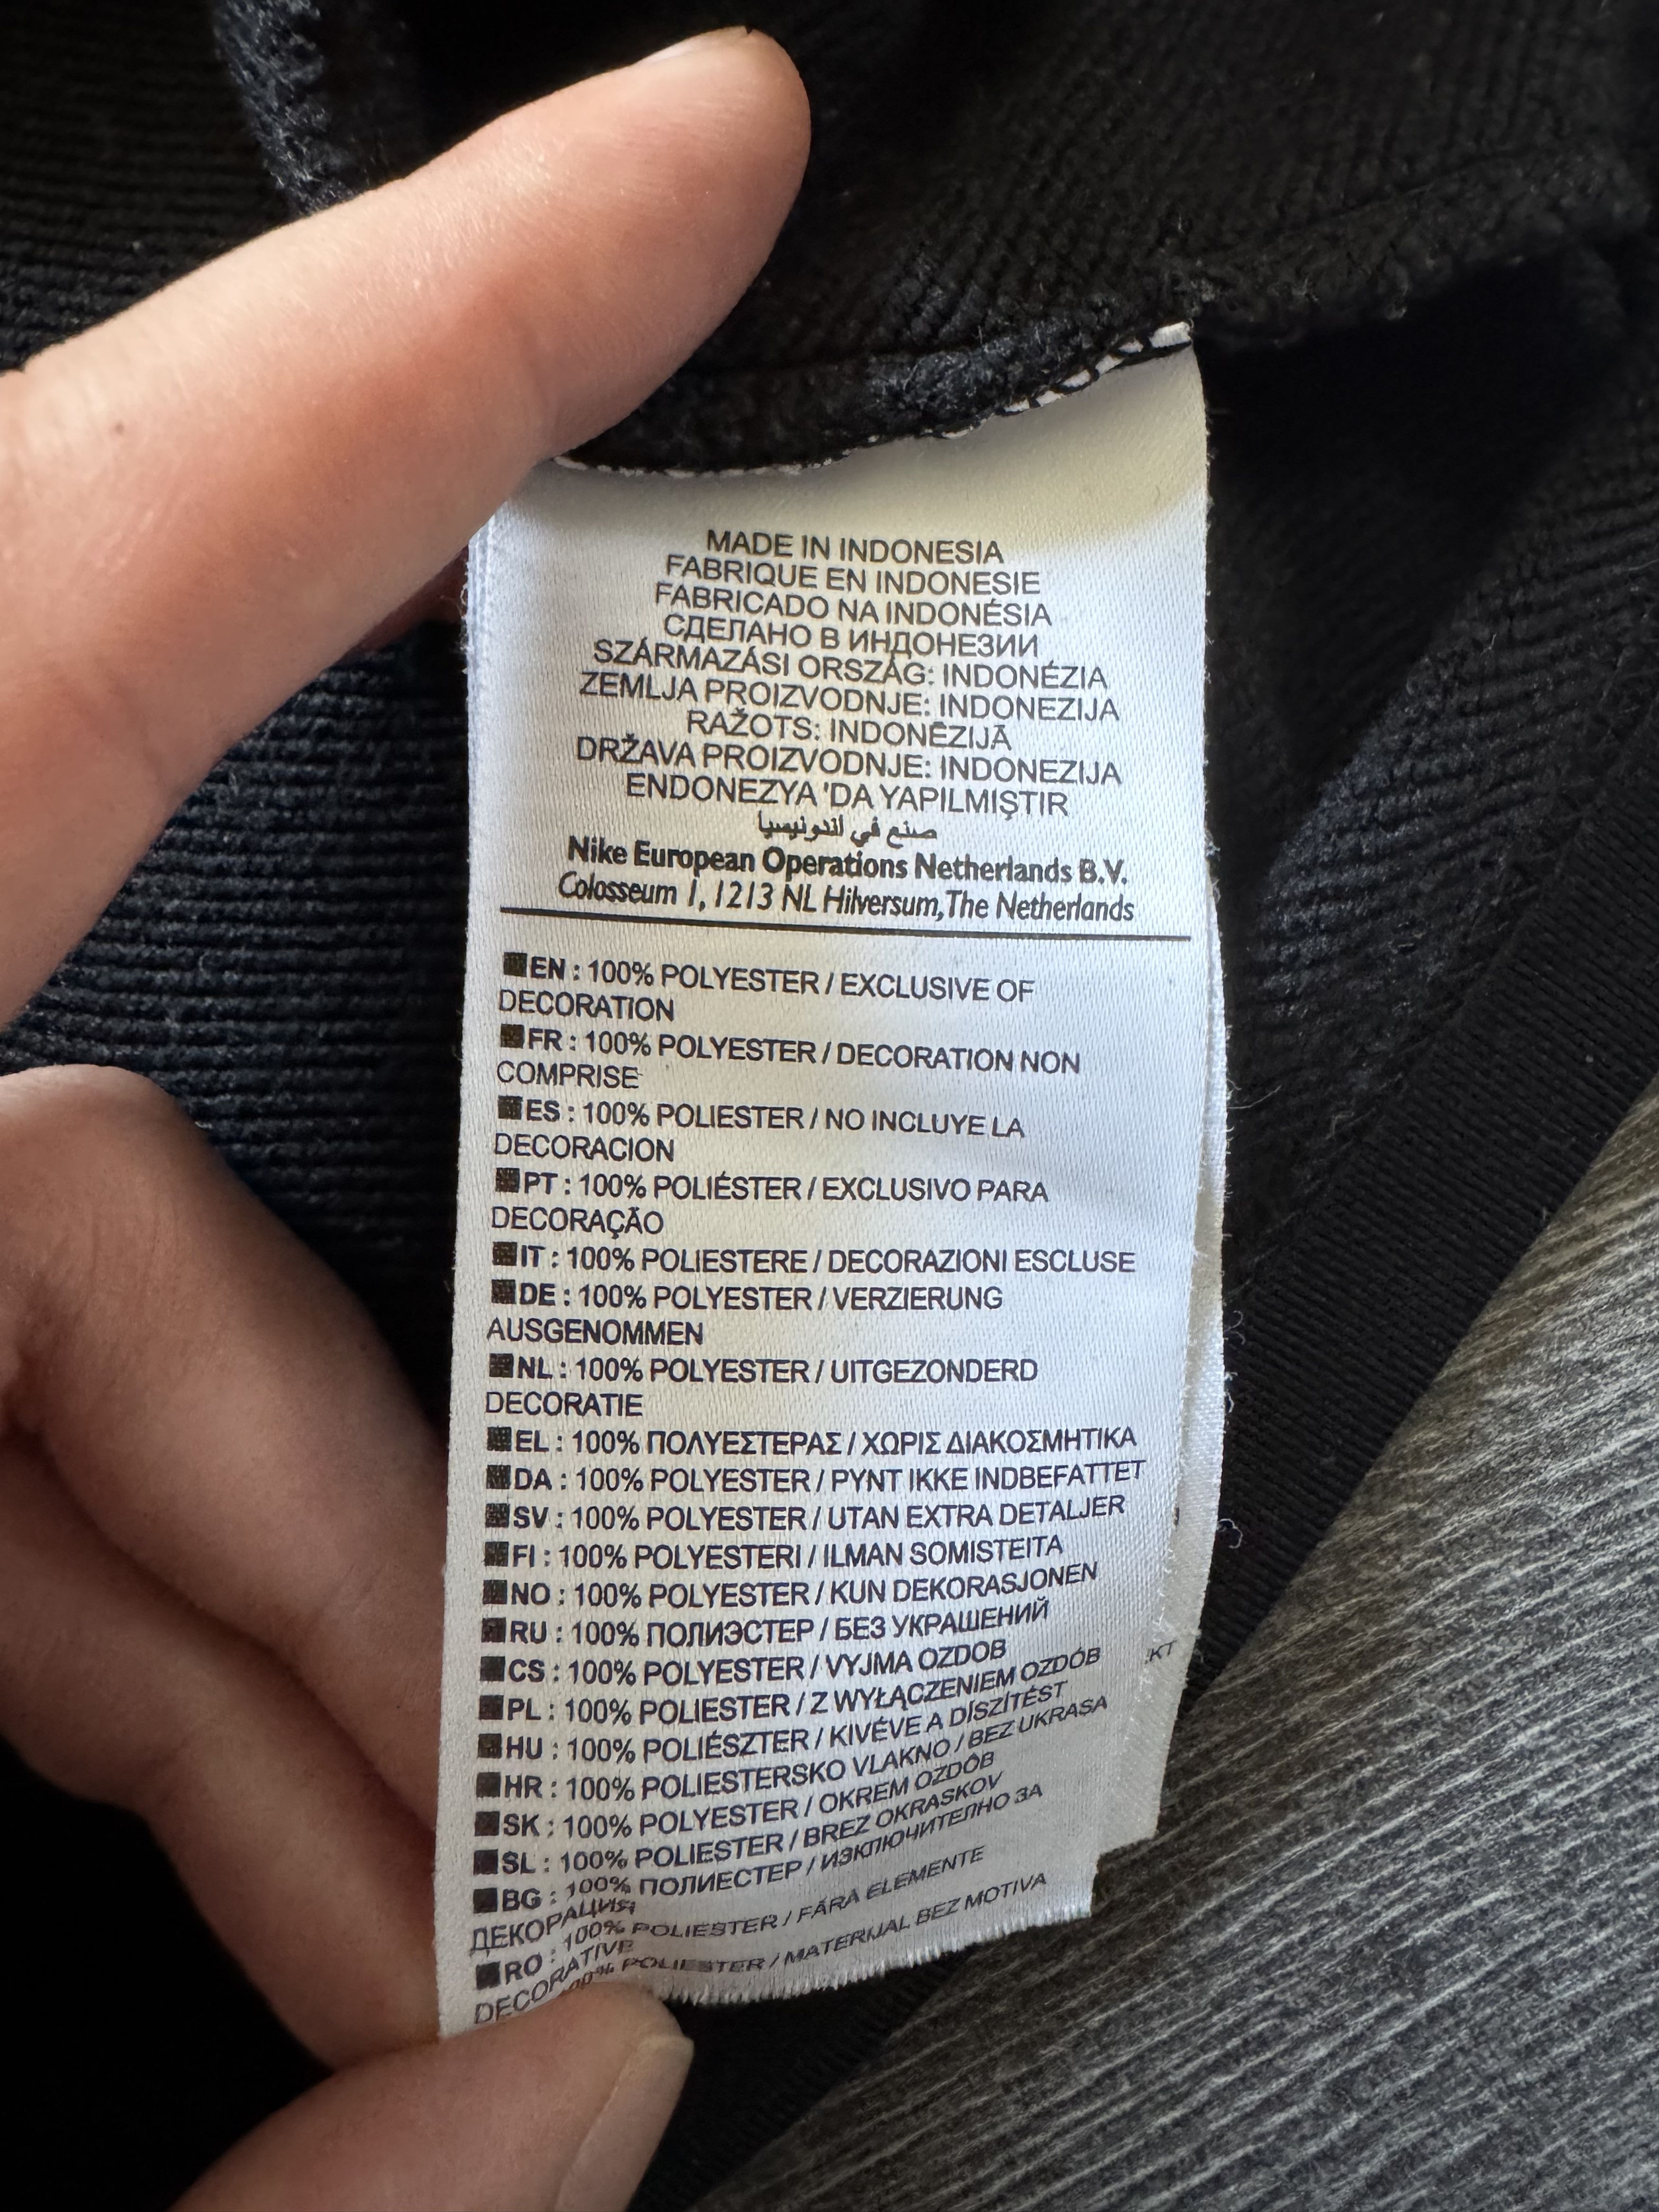 MADE IN INDONESIA
FABRIQUE EN INDONESIE
FABRICADO NA INDONÉSIA
СДЕЛАНО В ИНДОНЕЗИИ
SZÁRMAZÁSI ORSZÁG: INDONÉZIA
ZEMLJA PROIZVODNJE: INDONEZIJA
RAŽOTS: INDONĒZIJĀ
DRŽAVA PROIZVODNJE: INDONEZIJA
ENDONEZYA 'DA YAPILMIŞTIR
صنع في اندونيسيا
Nike European Operations Netherlands B.V.
Colosseum 1, 1213 NL Hilversum, The Netherlands
EN : 100% POLYESTER / EXCLUSIVE OF
DECORATION
FR : 100% POLYESTER / DECORATION NON
COMPRISE
ES : 100% POLIESTER / NO INCLUYE LA
DECORACION
PT : 100% POLIÉSTER / EXCLUSIVO PARA
DECORAÇÃO
IT : 100% POLIESTERE / DECORAZIONI ESCLUSE
DE : 100% POLYESTER / VERZIERUNG
AUSGENOMMEN
NL : 100% POLYESTER / UITGEZONDERD
DECORATIE
EL : 100% ΠΟΛΥΕΣΤΕΡΑΣ / ΧΩΡΙΣ ΔΙΑΚΟΣΜΗΤΙΚΑ
DA : 100% POLYESTER / PYNT IKKE INDBEFATTET
SV : 100% POLYESTER / UTAN EXTRA DETALJER
FI : 100% POLYESTERI / ILMAN SOMISTEITA
NO : 100% POLYESTER / KUN DEKORASJONEN
RU : 100% ПОЛИЭСТЕР / БЕЗ УКРАШЕНИЙ
CS : 100% POLYESTER / VYJMA OZDOB
PL : 100% POLIESTER / Z WYŁĄCZENIEM OZDÓB
HU : 100% POLIÉSZTER / KIVÉVE A DÍSZÍTÉST
HR : 100% POLIESTERSKO VLAKNO / BEZ UKRASA
SK : 100% POLYESTER / OKREM OZDÔB
SL : 100% POLIESTER / BREZ OKRASKOV
BG : 100% ПОЛИЕСТЕР / ИЗКЛЮЧИТЕЛНО ЗА
ДЕКОРАЦИЯ
RO : 100% POLIESTER / FĂRA ELEMENTE
DECORATIVE
POLIESTER / MATERIJAL BEZ MOTIVA